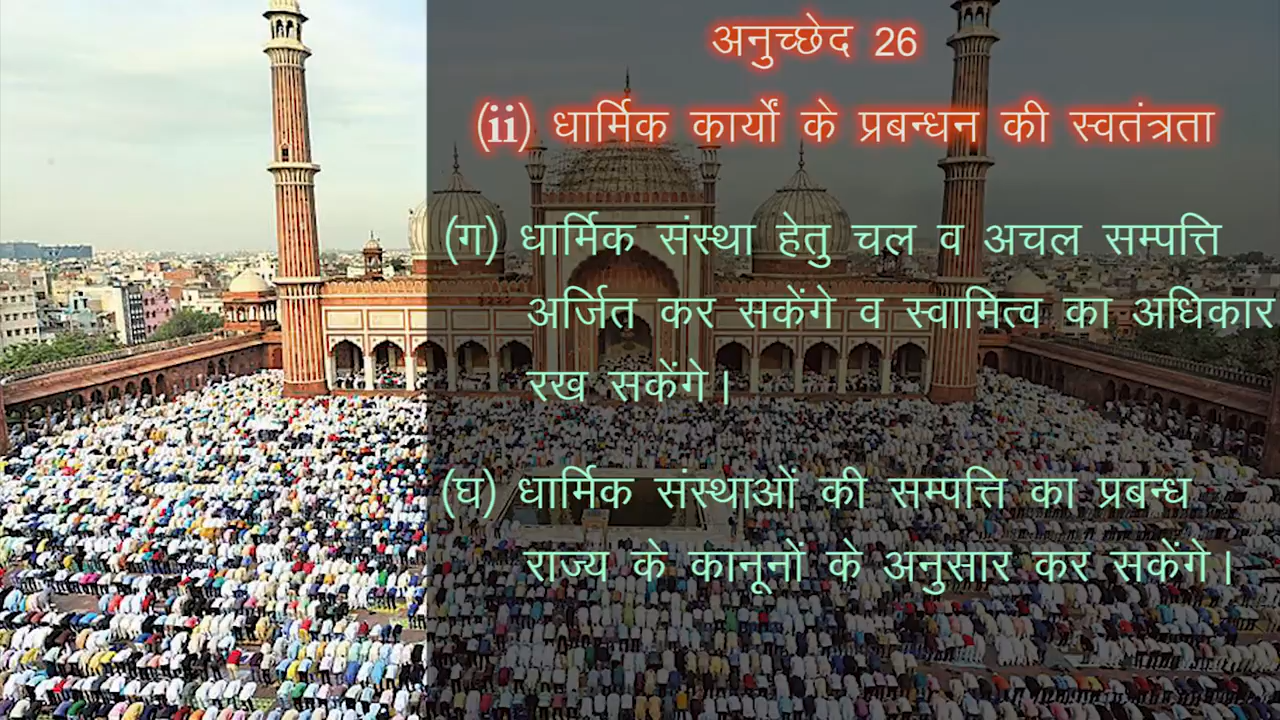 अनुच्छेद 26
(ii) धार्मिक कार्यों के प्रबन्धन की स्वतंत्रता
(ग) धार्मिक संस्था हेतु चल व अचल सम्पत्ति
अर्जित कर सकेंगे व स्वामित्व का अधिकार
रख सकेंगे।
(घ) धार्मिक संस्थाओं की सम्पत्ति का प्रबन्ध
राज्य के कानूनों के अनुसार कर सकेंगे।